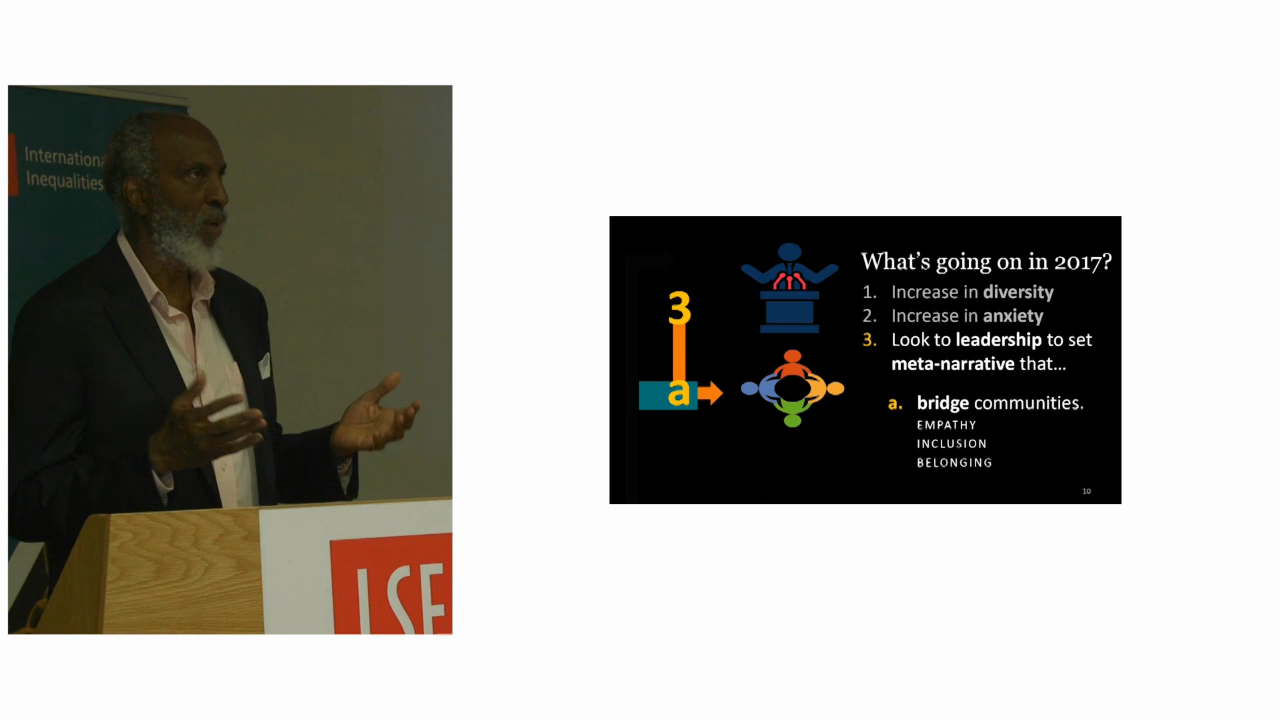 Internationa
Inequalities
LSE
3
a
What's going on in 2017?
1. Increase in diversity
2. Increase in anxiety
3. Look to leadership to set
meta-narrative that...
a. bridge communities.
EMPATHY
INCLUSION
BELONGING
10